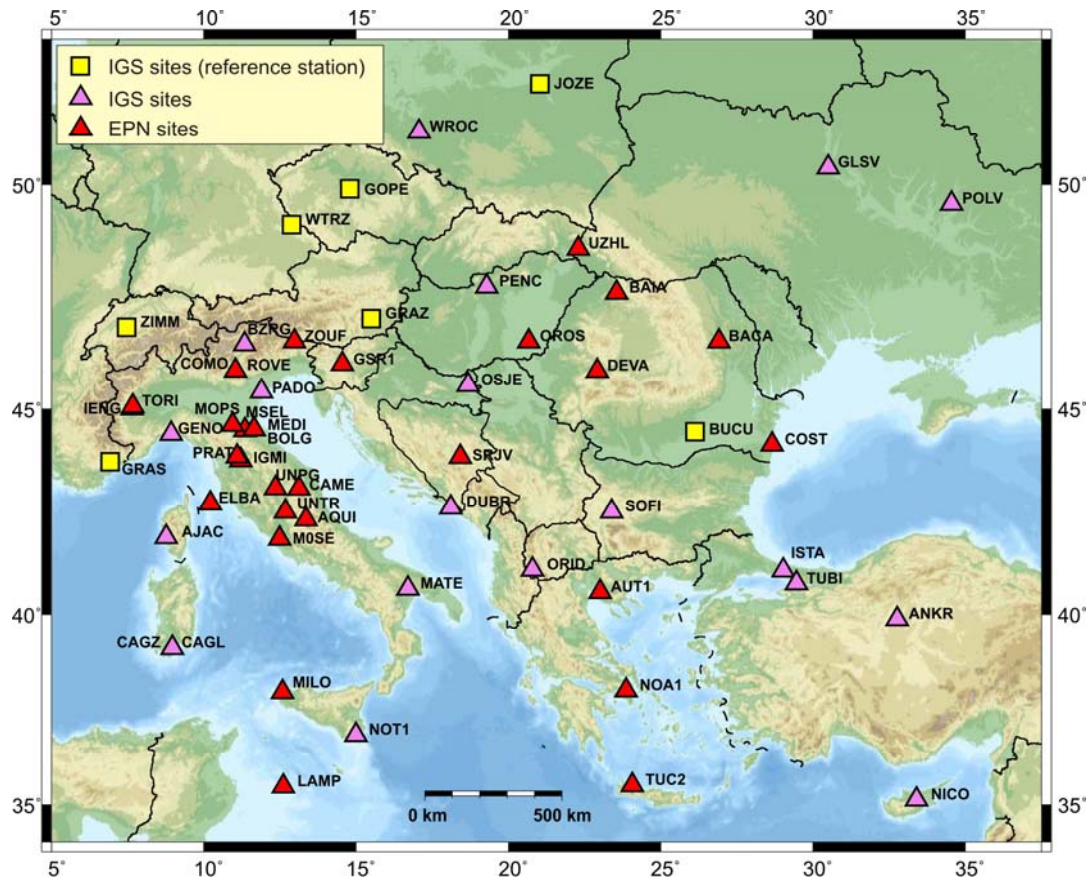 5° 10° 15° 20° 25° 30° 35°
IGS sites (reference station)
IGS sites
EPN sites
JOZE
WROC
GLSV
50° 50°
GOPE
POLV
WTRZ
UZHL
PENC
BAIA
GRAZ
ZIMM
BZRG ZOUF OROS BACA
COMO ROVE GSR1 DEVA
PADO OSJE
IENG TORI
45° 45°
MOPS MSEL
GENO MEDI BUCU
BOLG COST
PRAT IGMI SRJV
GRAS
UNPG CAME
ELBA UNTR DUBR SOFI
AQUI
AJAC M0SE
ISTA
ORID
TUBI
MATE AUT1
40° 40°
ANKR
CAGZ CAGL
MILO NOA1
NOT1
LAMP TUC2
35° 35°
NICO
0 km 500 km
5° 10° 15° 20° 25° 30° 35°